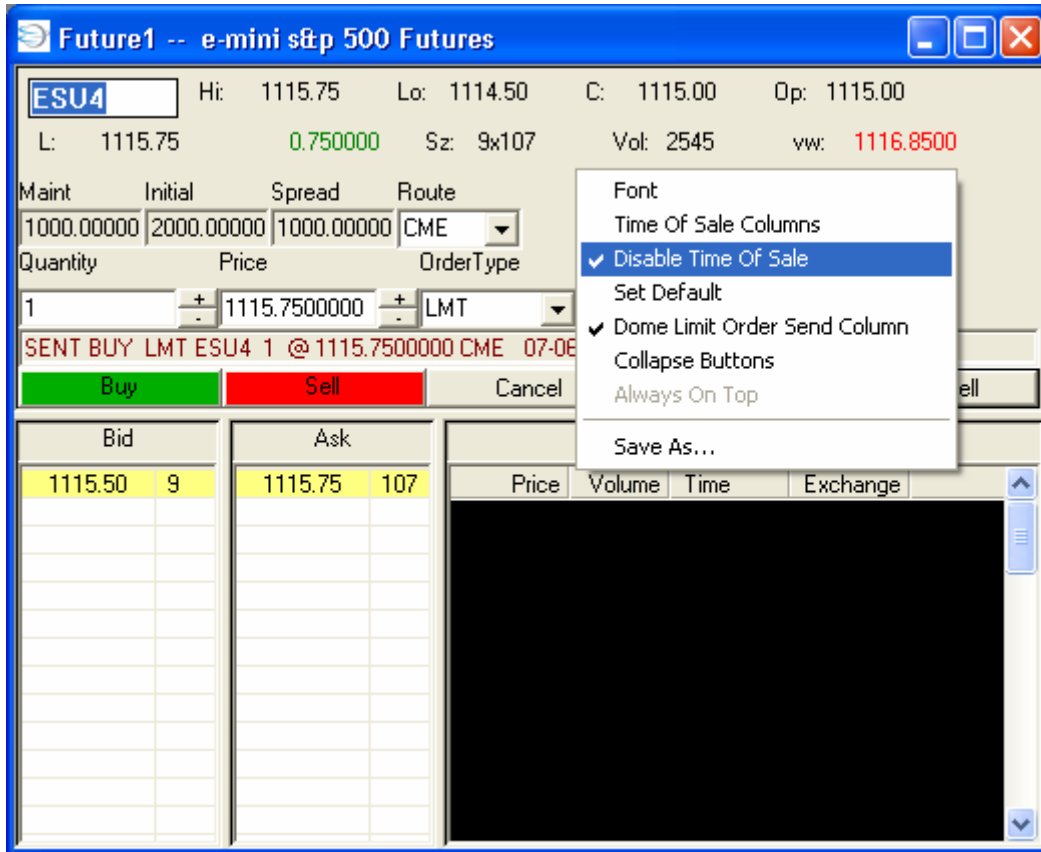 Future1 -- e-mini s&p 500 Futures
ESU4 Hi: 1115.75 Lo: 1114.50 C: 1115.00 Op: 1115.00
L: 1115.75 0.750000 Sz: 9x107 Vol: 2545 vw: 1116.8500
Maint Initial Spread Route
1000.00000 2000.00000 1000.00000 CME
Quantity Price OrderType
1 + - 1115.7500000 + - LMT
SENT BUY LMT ESU4 1 @ 1115.7500000 CME 07-06
Buy Sell Cancel ell
Font
Time Of Sale Columns
Disable Time Of Sale
Set Default
Dome Limit Order Send Column
Collapse Buttons
Always On Top
Save As...
Bid Ask
1115.50 9 1115.75 107 Price Volume Time Exchange